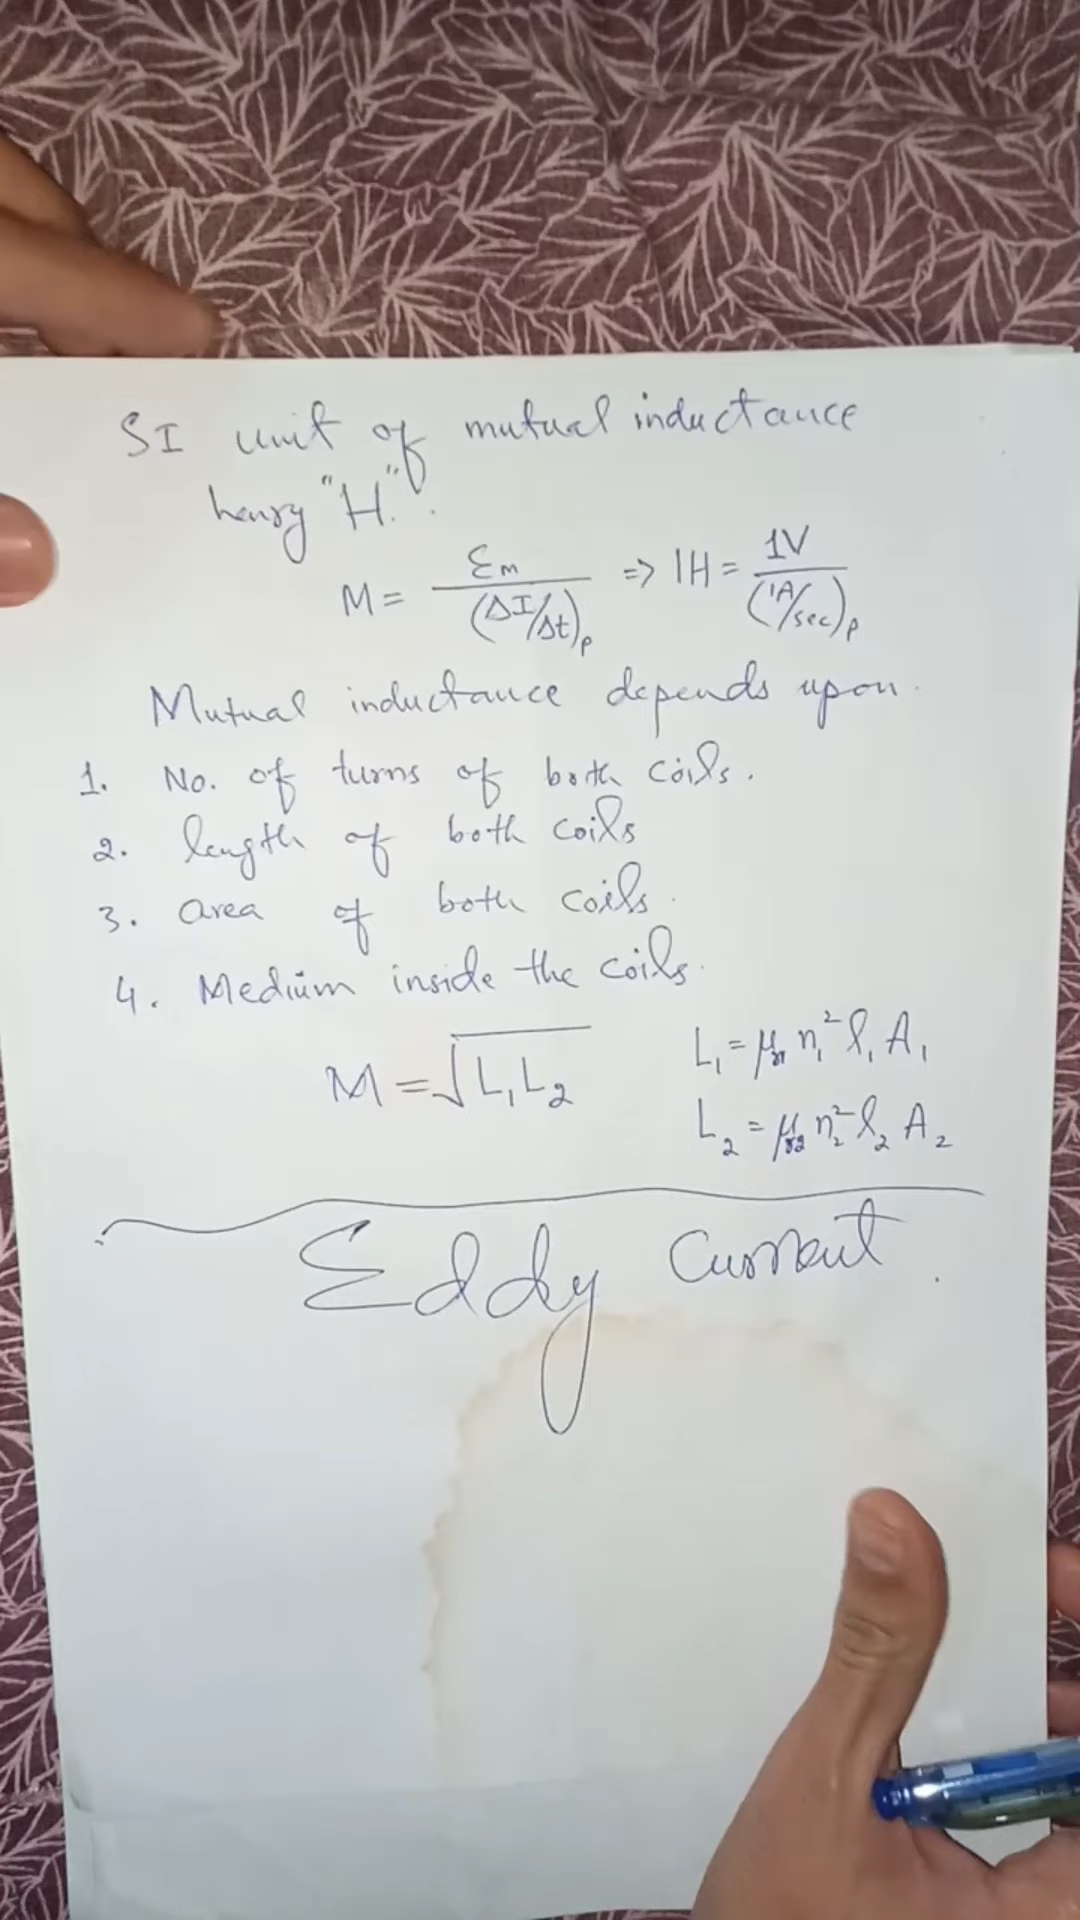 SI unit of mutual inductance
henry "H".
M = εm / (ΔI/Δt)p => 1H = 1V / (1A/sec)p
Mutual inductance depends upon.
1. No. of turns of both coils.
2. length of both coils
3. area of both coils.
4. Medium inside the coils.
M = √L₁L₂
L₁ = μr₁ n₁² l₁ A₁
L₂ = μr₂ n₂² l₂ A₂
Eddy Current.